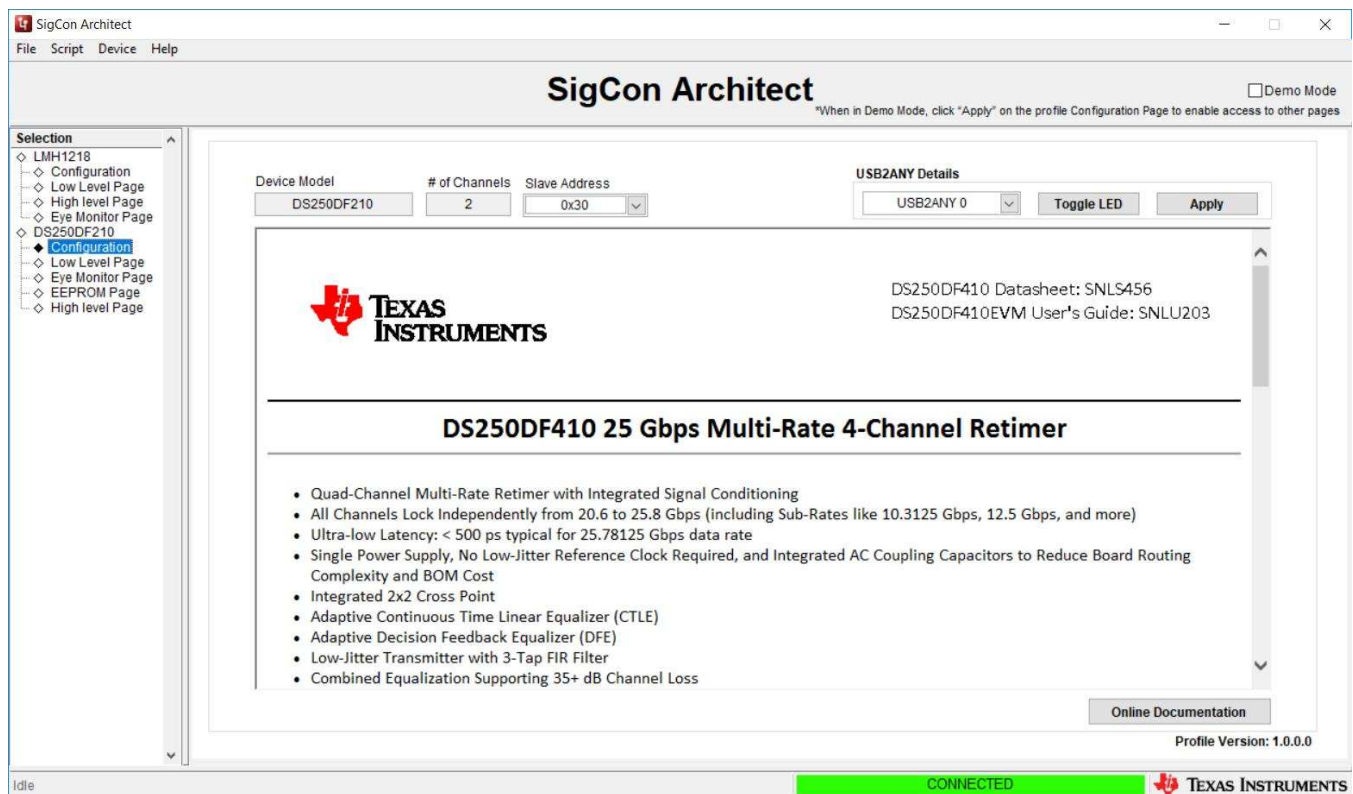 SigCon Architect
File Script Device Help
SigCon Architect
Demo Mode
*When in Demo Mode, click "Apply" on the profile Configuration Page to enable access to other pages
Selection
LMH1218
Configuration
Low Level Page
High level Page
Eye Monitor Page
DS250DF210
Configuration
Low Level Page
Eye Monitor Page
EEPROM Page
High level Page
Device Model # of Channels Slave Address
DS250DF210 2 0x30
USB2ANY Details
USB2ANY 0 Toggle LED Apply
TEXAS
INSTRUMENTS
DS250DF410 Datasheet: SNLS456
DS250DF410EVM User's Guide: SNLU203
DS250DF410 25 Gbps Multi-Rate 4-Channel Retimer
• Quad-Channel Multi-Rate Retimer with Integrated Signal Conditioning
• All Channels Lock Independently from 20.6 to 25.8 Gbps (including Sub-Rates like 10.3125 Gbps, 12.5 Gbps, and more)
• Ultra-low Latency: < 500 ps typical for 25.78125 Gbps data rate
• Single Power Supply, No Low-Jitter Reference Clock Required, and Integrated AC Coupling Capacitors to Reduce Board Routing
Complexity and BOM Cost
• Integrated 2x2 Cross Point
• Adaptive Continuous Time Linear Equalizer (CTLE)
• Adaptive Decision Feedback Equalizer (DFE)
• Low-Jitter Transmitter with 3-Tap FIR Filter
• Combined Equalization Supporting 35+ dB Channel Loss
Online Documentation
Profile Version: 1.0.0.0
Idle
CONNECTED
TEXAS INSTRUMENTS